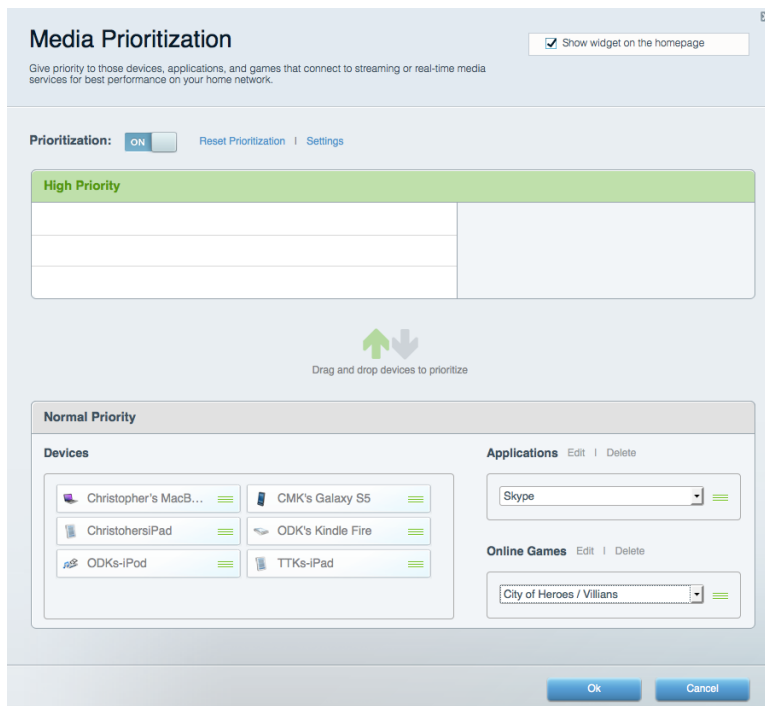 Media Prioritization
Show widget on the homepage
Give priority to those devices, applications, and games that connect to streaming or real-time media
services for best performance on your home network.
Prioritization: ON Reset Prioritization | Settings
High Priority
Drag and drop devices to prioritize
Normal Priority
Devices
Christopher's MacB...
CMK's Galaxy S5
ChristohersiPad
ODK's Kindle Fire
ODKs-iPod
TTKs-iPad
Applications Edit | Delete
Skype
Online Games Edit | Delete
City of Heroes / Villians
Ok
Cancel